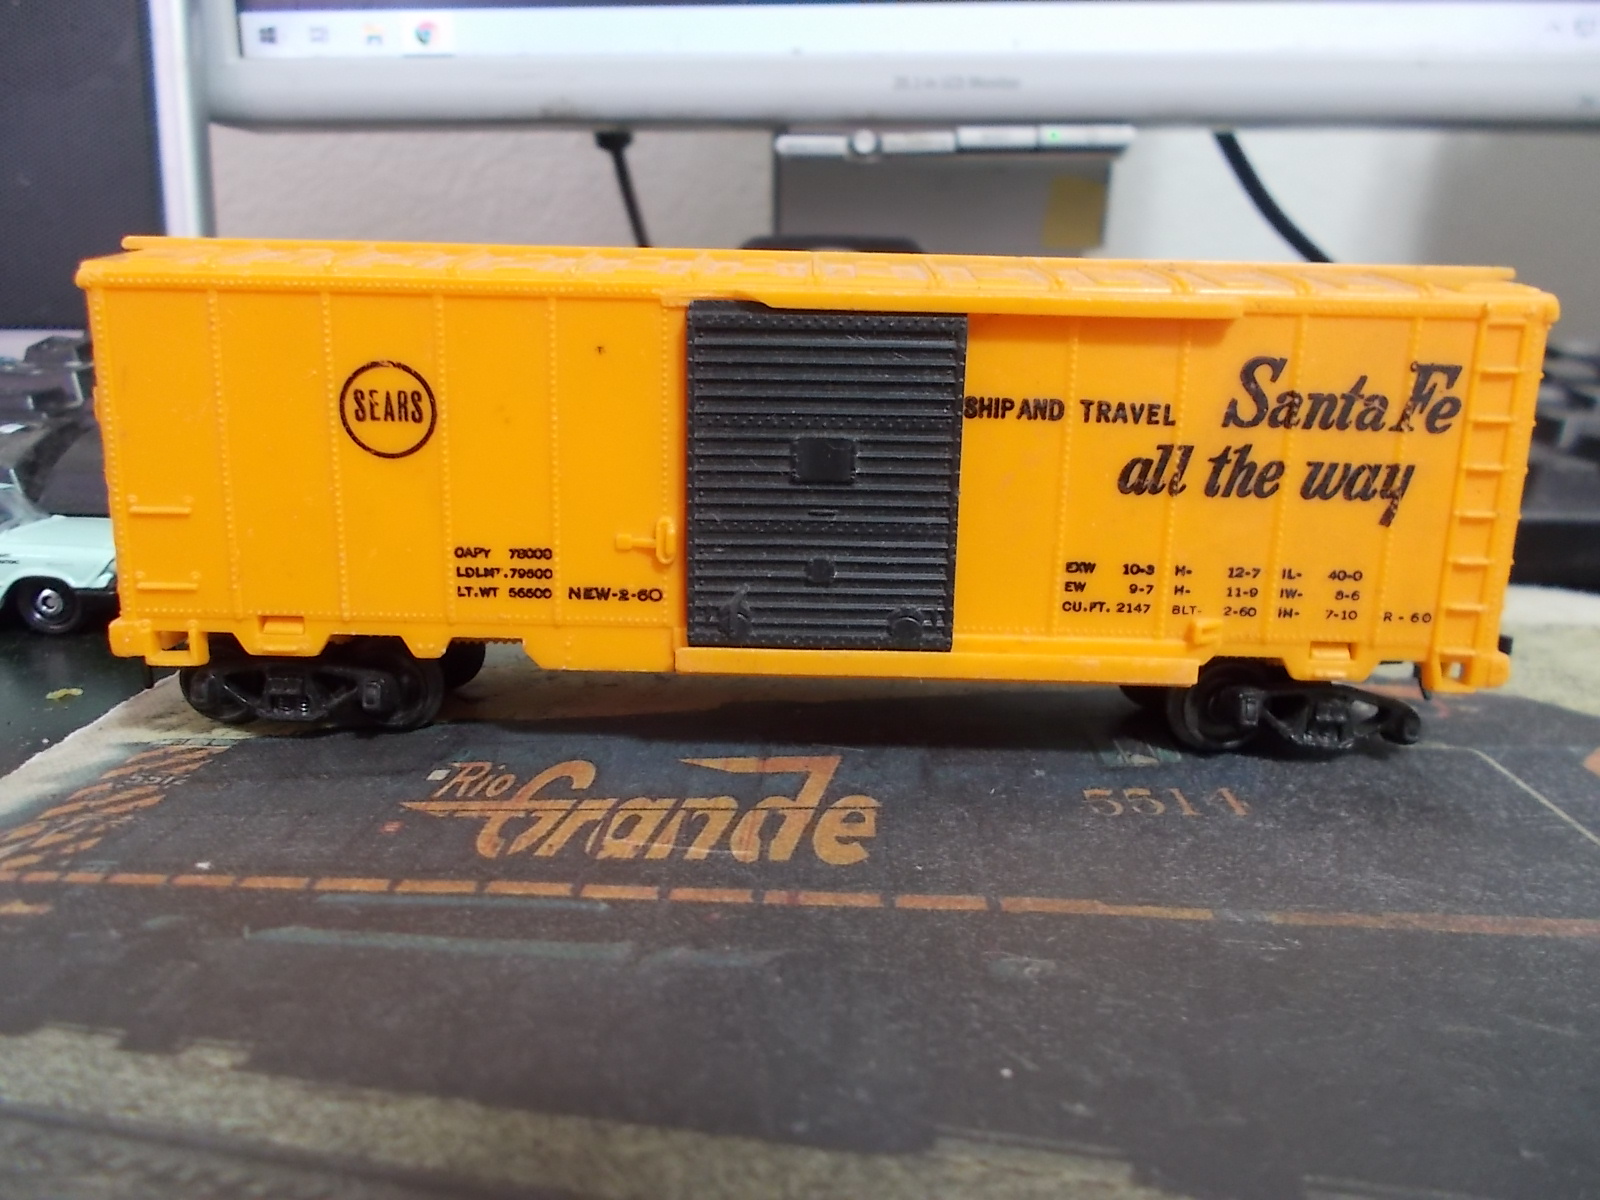 SEARS
SHIP AND TRAVEL Santa Fe
all the way
CAPY 78000
LDLMT. 79600
LT. WT 56600 NEW-2-60
EXW 10-3 H- 12-7 IL- 40-0
EW 9-7 H- 11-9 IW- 8-6
CU. FT. 2147 BLT- 2-60 IH- 7-10 R-60
Rio
Grande
5514